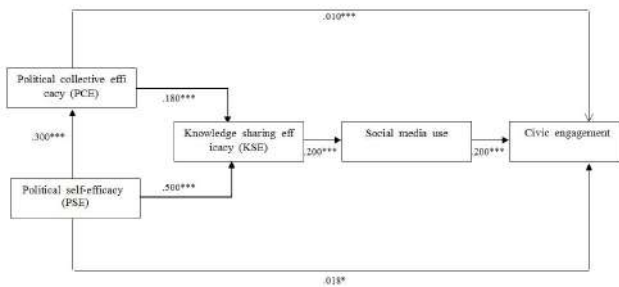 .010***
Political collective effi
cacy (PCE)
.180***
.300***
Knowledge sharing eff
icacy (KSE)
.200***
Social media use
.200***
Civic engagement
Political self-efficacy
(PSE)
.500***
.018*